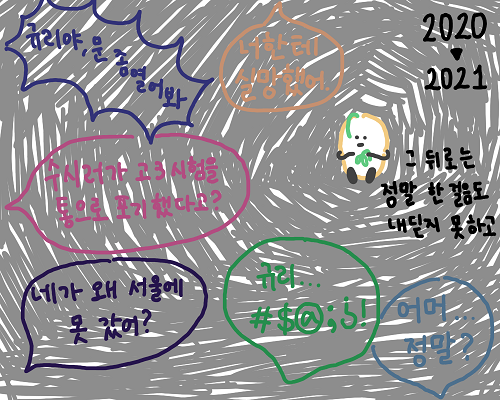 규리야, 문
좀 열어봐
너한테
실망했어.
2020
▼
2021
수시러가 고3 시험을
통으로 포기했다고?
그 뒤로는
정말 한 걸음도
내딛지 못하고
네가 왜 서울에
못 갔어?
규리...
#$@;;!
어머...
정말?